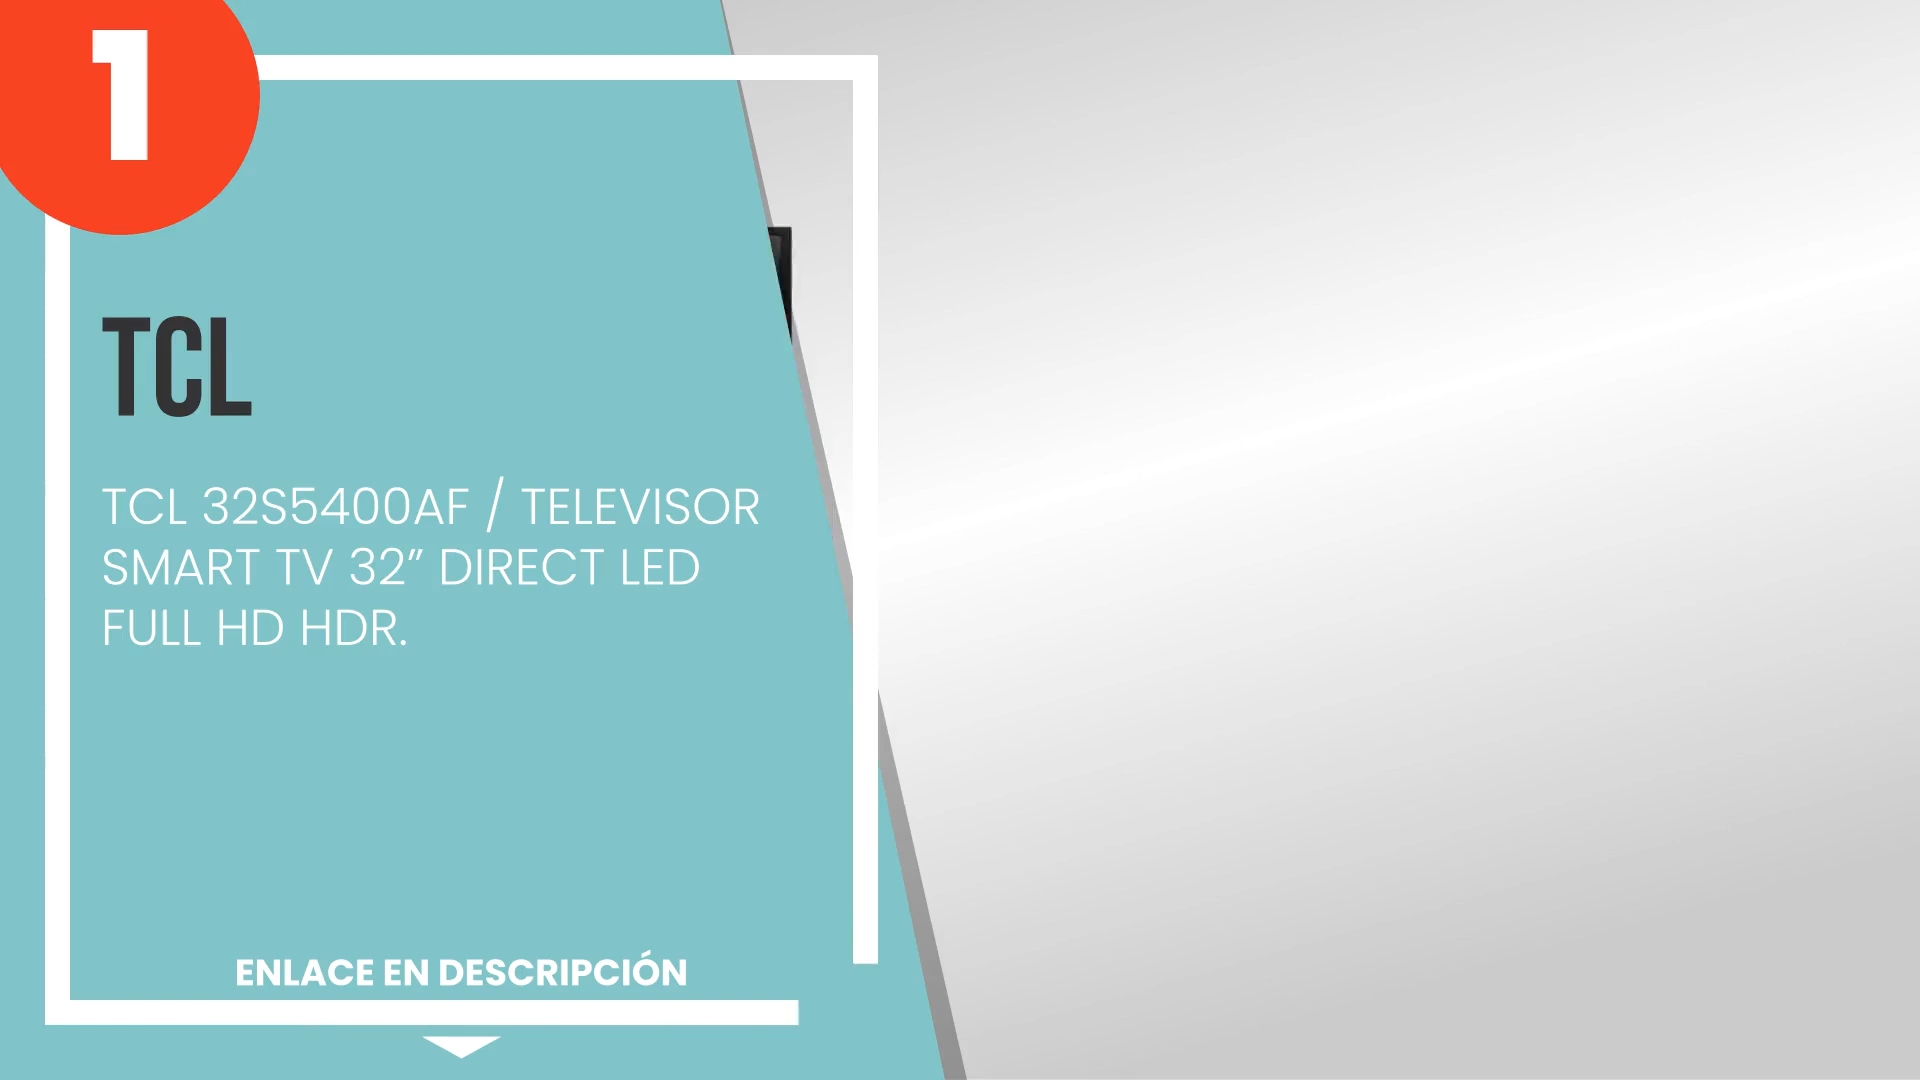 1
TCL
TCL 32S5400AF / TELEVISOR
SMART TV 32” DIRECT LED
FULL HD HDR.
ENLACE EN DESCRIPCIÓN